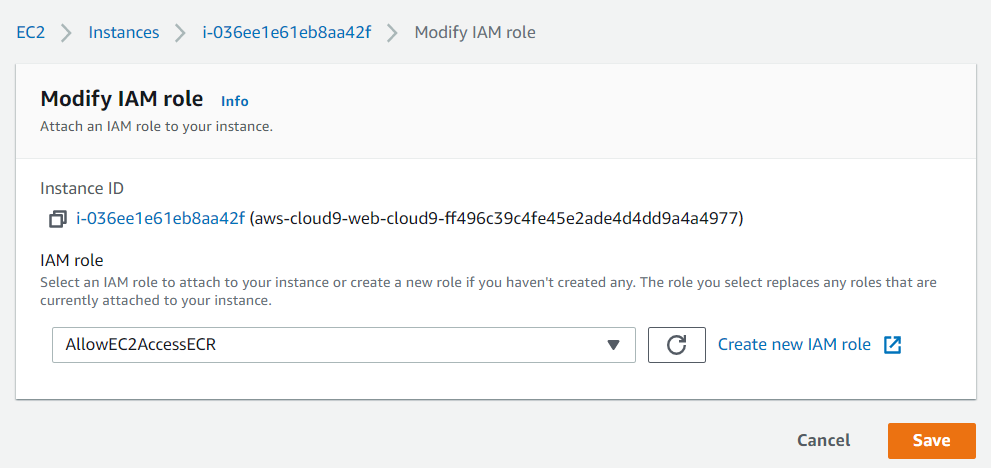 EC2 > Instances > i-036ee1e61eb8aa42f > Modify IAM role
Modify IAM role Info
Attach an IAM role to your instance.
Instance ID
i-036ee1e61eb8aa42f (aws-cloud9-web-cloud9-ff496c39c4fe45e2ade4d4dd9a4a4977)
IAM role
Select an IAM role to attach to your instance or create a new role if you haven't created any. The role you select replaces any roles that are
currently attached to your instance.
AllowEC2AccessECR Create new IAM role
Cancel Save